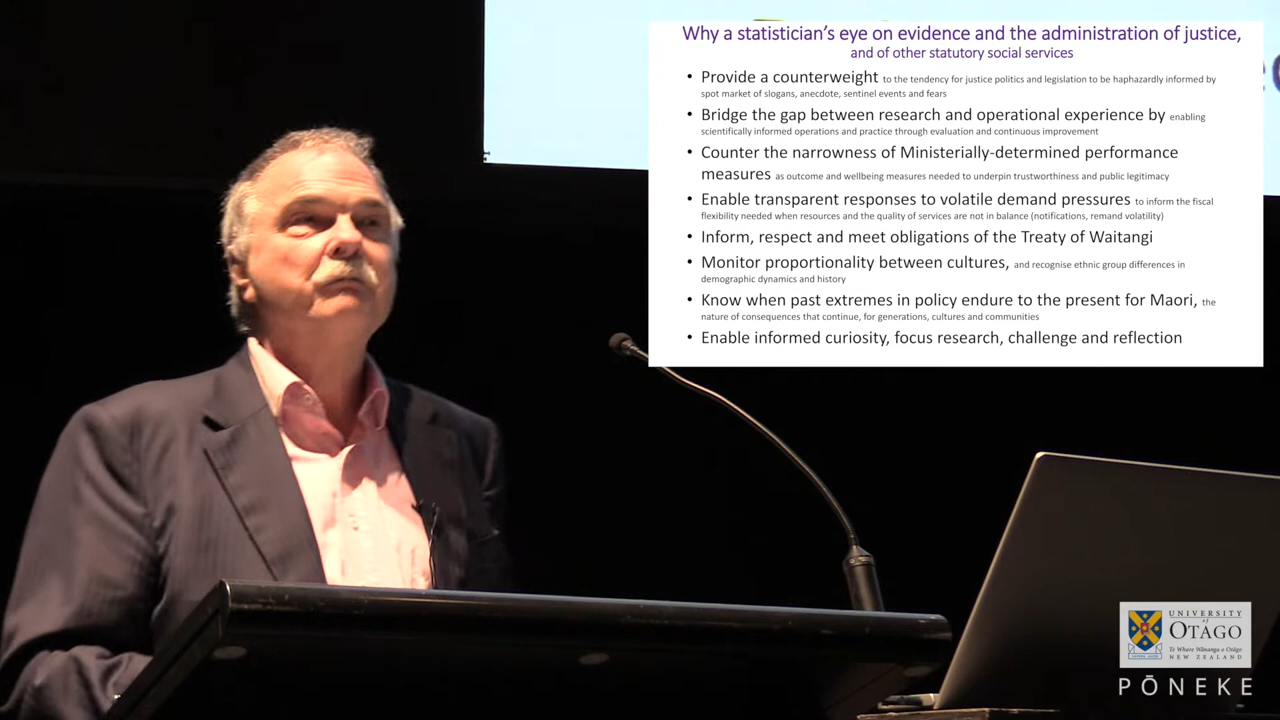 Why a statistician's eye on evidence and the administration of justice,
and of other statutory social services
• Provide a counterweight to the tendency for justice politics and legislation to be haphazardly informed by
spot market of slogans, anecdote, sentinel events and fears
• Bridge the gap between research and operational experience by enabling
scientifically informed operations and practice through evaluation and continuous improvement
• Counter the narrowness of Ministerially-determined performance
measures as outcome and wellbeing measures needed to underpin trustworthiness and public legitimacy
• Enable transparent responses to volatile demand pressures to inform the fiscal
flexibility needed when resources and the quality of services are not in balance (notifications, remand volatility)
• Inform, respect and meet obligations of the Treaty of Waitangi
• Monitor proportionality between cultures, and recognise ethnic group differences in
demographic dynamics and history
• Know when past extremes in policy endure to the present for Maori, the
nature of consequences that continue, for generations, cultures and communities
• Enable informed curiosity, focus research, challenge and reflection
UNIVERSITY
of
OTAGO
Te Whare Wānanga o Otāgo
NEW ZEALAND
PŌNEKE